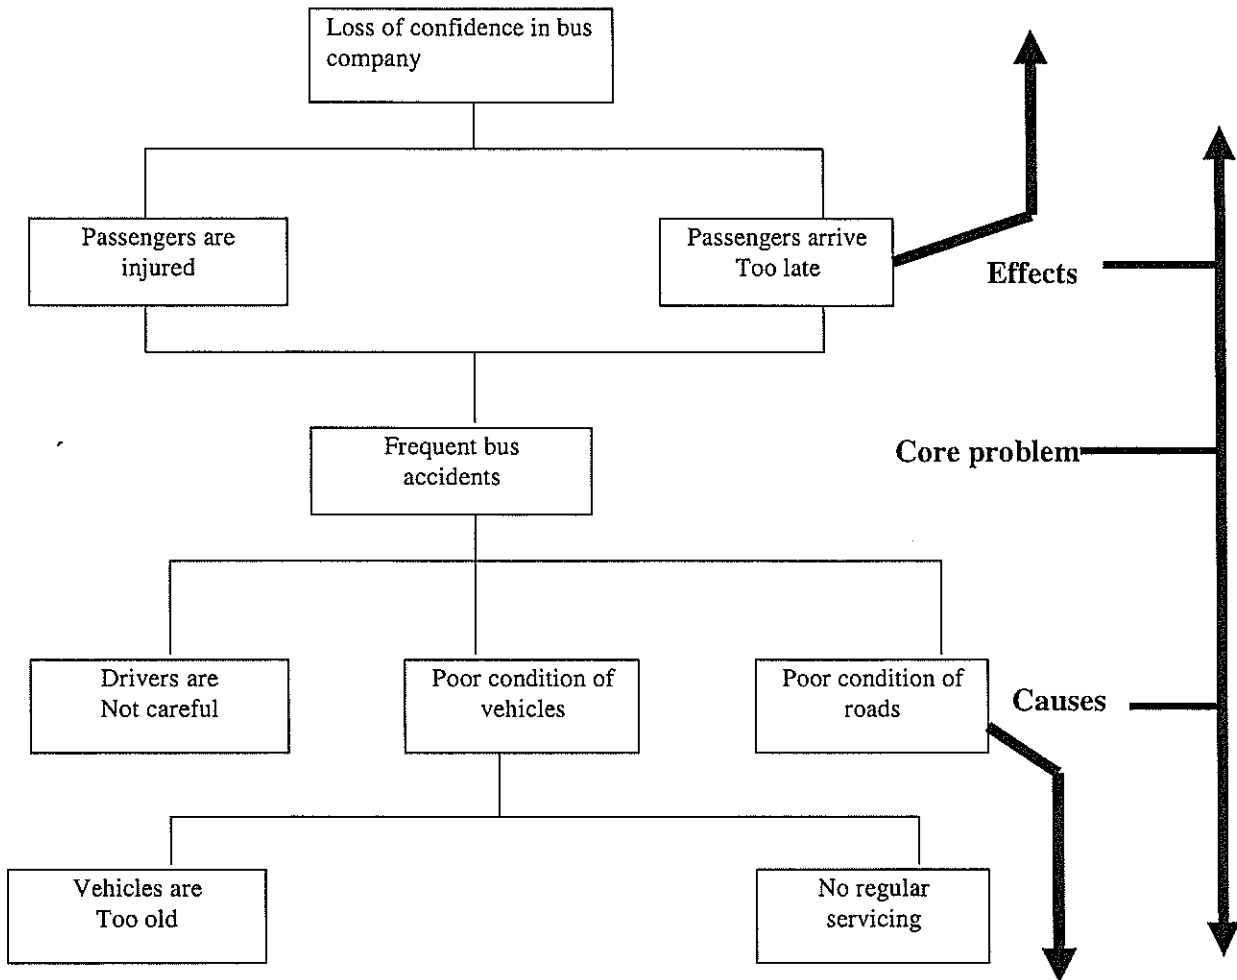 Loss of confidence in bus
company
Passengers are
injured
Passengers arrive
Too late
Effects
Frequent bus
accidents
Core problem
Drivers are
Not careful
Poor condition of
vehicles
Poor condition of
roads
Causes
Vehicles are
Too old
No regular
servicing